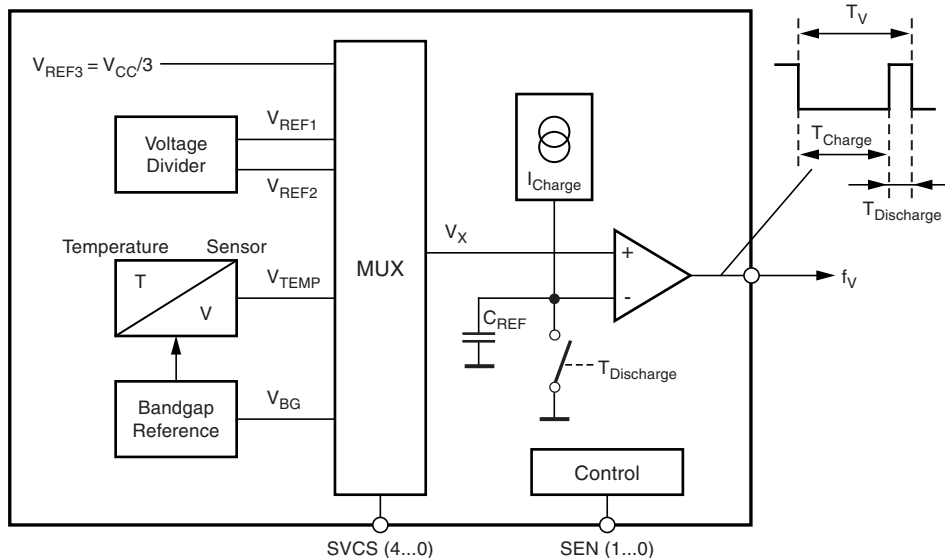 T_V
V_REF3 = V_CC/3
V_REF1
Voltage
Divider
V_REF2
I_Charge
T_Charge
T_Discharge
Temperature Sensor
T
V
V_TEMP
MUX
V_X
+
-
f_V
C_REF
T_Discharge
Bandgap
Reference
V_BG
Control
SVCS (4...0)
SEN (1...0)